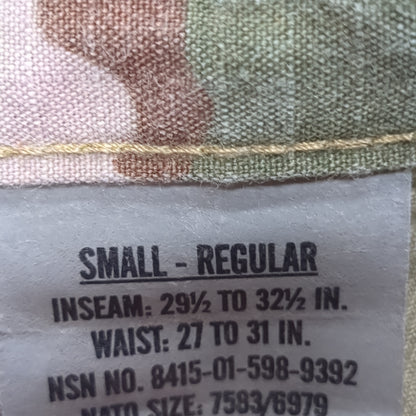 SMALL - REGULAR
INSEAM: 29½ TO 32½ IN.
WAIST: 27 TO 31 IN.
NSN NO. 8415-01-598-9392
NATO SIZE: 7583/6979